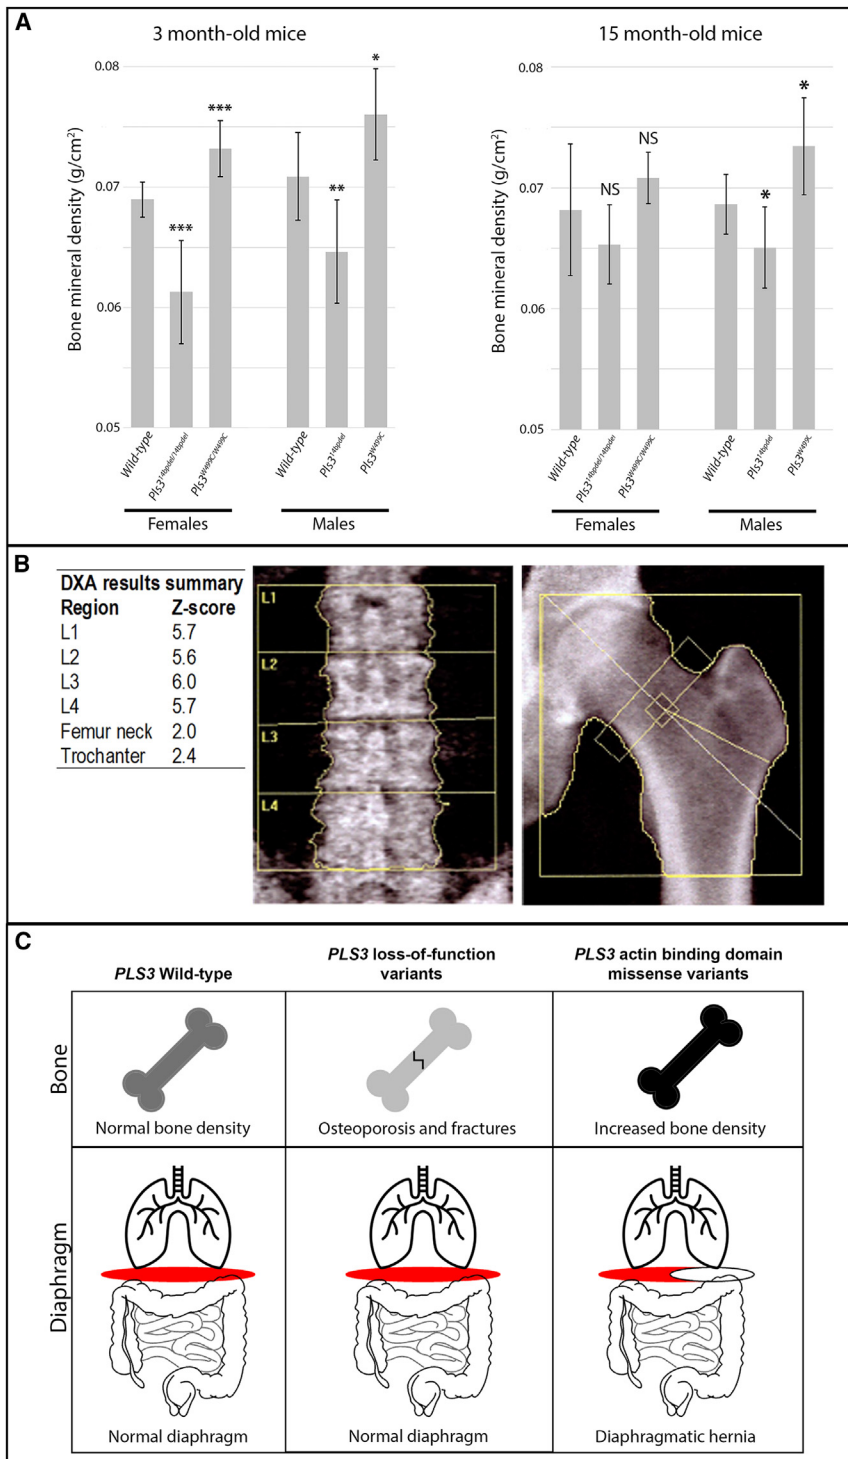 A
3 month-old mice
15 month-old mice
Bone mineral density (g/cm²)
0.08
0.07
0.06
0.05
***
***
**
*
Wild-type
Pls3^14bpdel/14bpdel
Pls3^W499C/W499C
Wild-type
Pls3^14bpdel
Pls3^W499C
Females
Males
Bone mineral density (g/cm²)
0.08
0.07
0.06
0.05
NS
NS
*
*
Wild-type
Pls3^14bpdel/14bpdel
Pls3^W499C/W499C
Wild-type
Pls3^14bpdel
Pls3^W499C
Females
Males
B
DXA results summary
Region Z-score
L1 5.7
L2 5.6
L3 6.0
L4 5.7
Femur neck 2.0
Trochanter 2.4
L1
L2
L3
L4
C
PLS3 Wild-type
PLS3 loss-of-function
variants
PLS3 actin binding domain
missense variants
Bone
Normal bone density
Osteoporosis and fractures
Increased bone density
Diaphragm
Normal diaphragm
Normal diaphragm
Diaphragmatic hernia